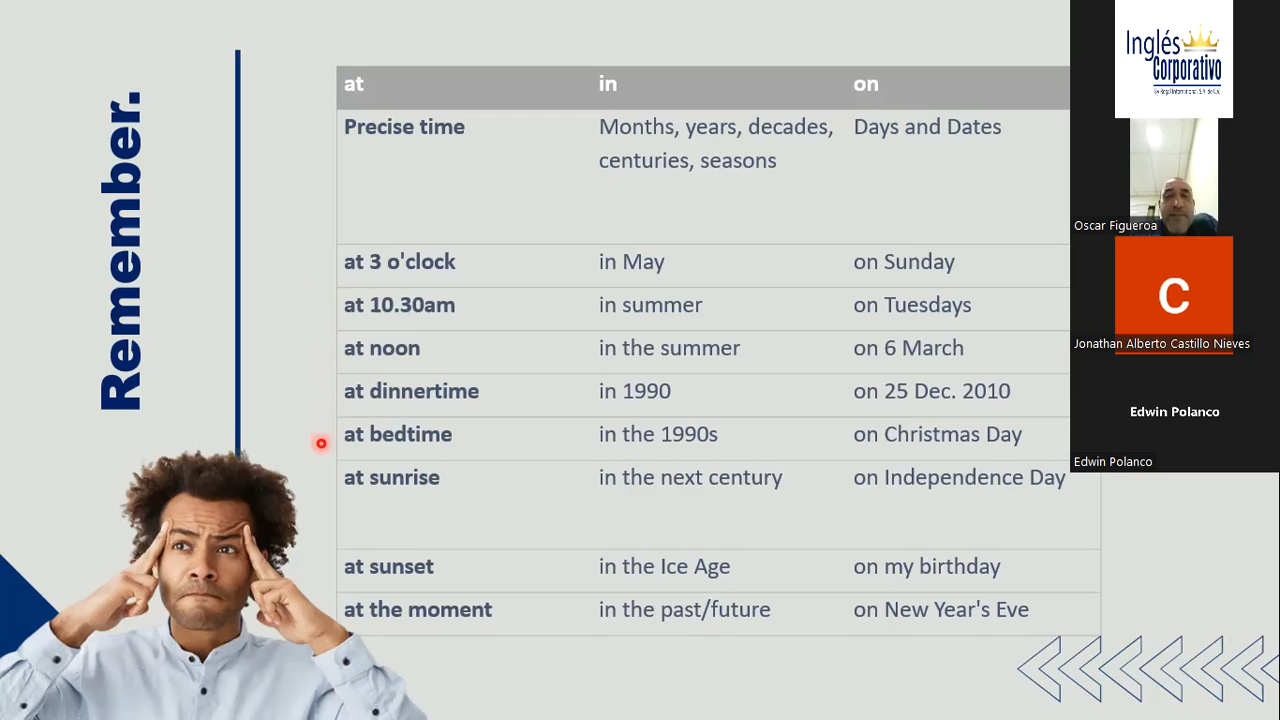 Remember.
at in on
Precise time Months, years, decades, centuries, seasons Days and Dates
at 3 o'clock in May on Sunday
at 10.30am in summer on Tuesdays
at noon in the summer on 6 March
at dinnertime in 1990 on 25 Dec. 2010
at bedtime in the 1990s on Christmas Day
at sunrise in the next century on Independence Day
at sunset in the Ice Age on my birthday
at the moment in the past/future on New Year's Eve
Inglés
Corporativo
Oscar Figueroa
C
Jonathan Alberto Castillo Nieves
Edwin Polanco
Edwin Polanco